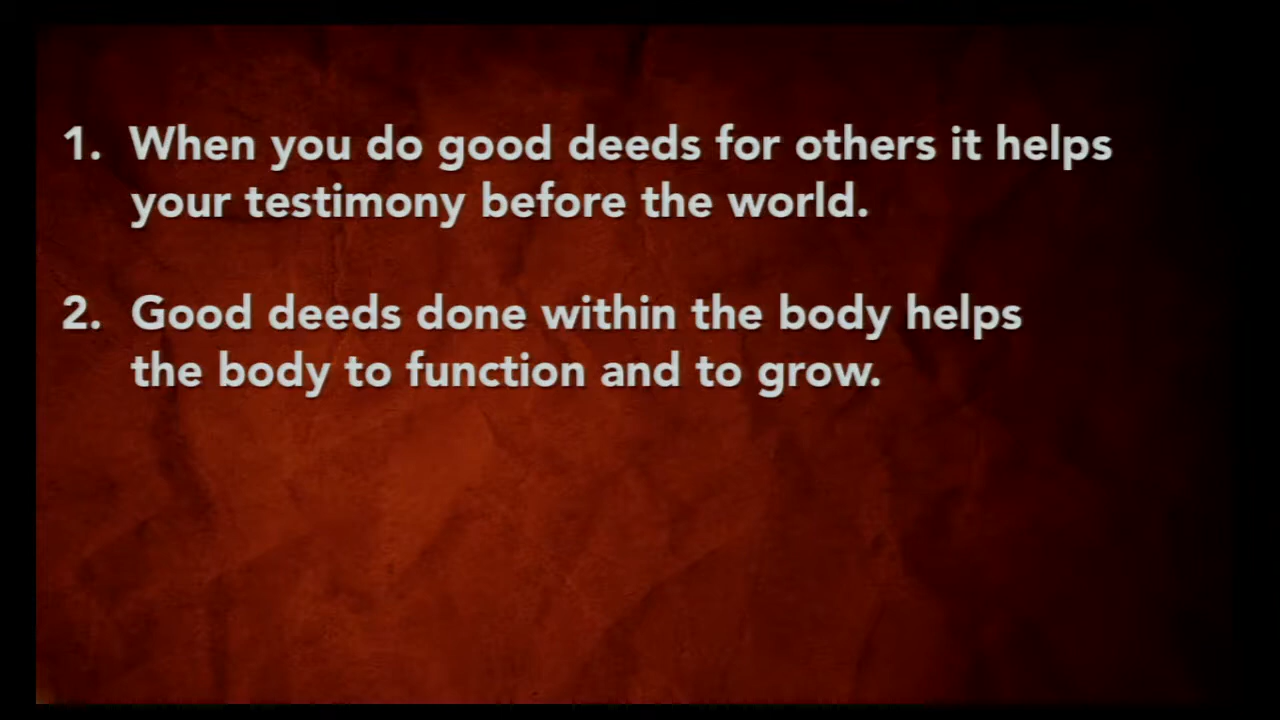 1. When you do good deeds for others it helps
your testimony before the world.
2. Good deeds done within the body helps
the body to function and to grow.